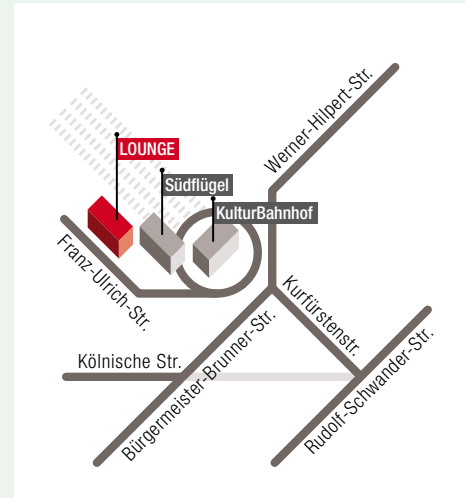 Werner-Hilpert-Str.
LOUNGE
Südflügel
KulturBahnhof
Franz-Ulrich-Str.
Kurfürstenstr.
Kölnische Str.
Bürgermeister-Brunner-Str.
Rudolf-Schwander-Str.